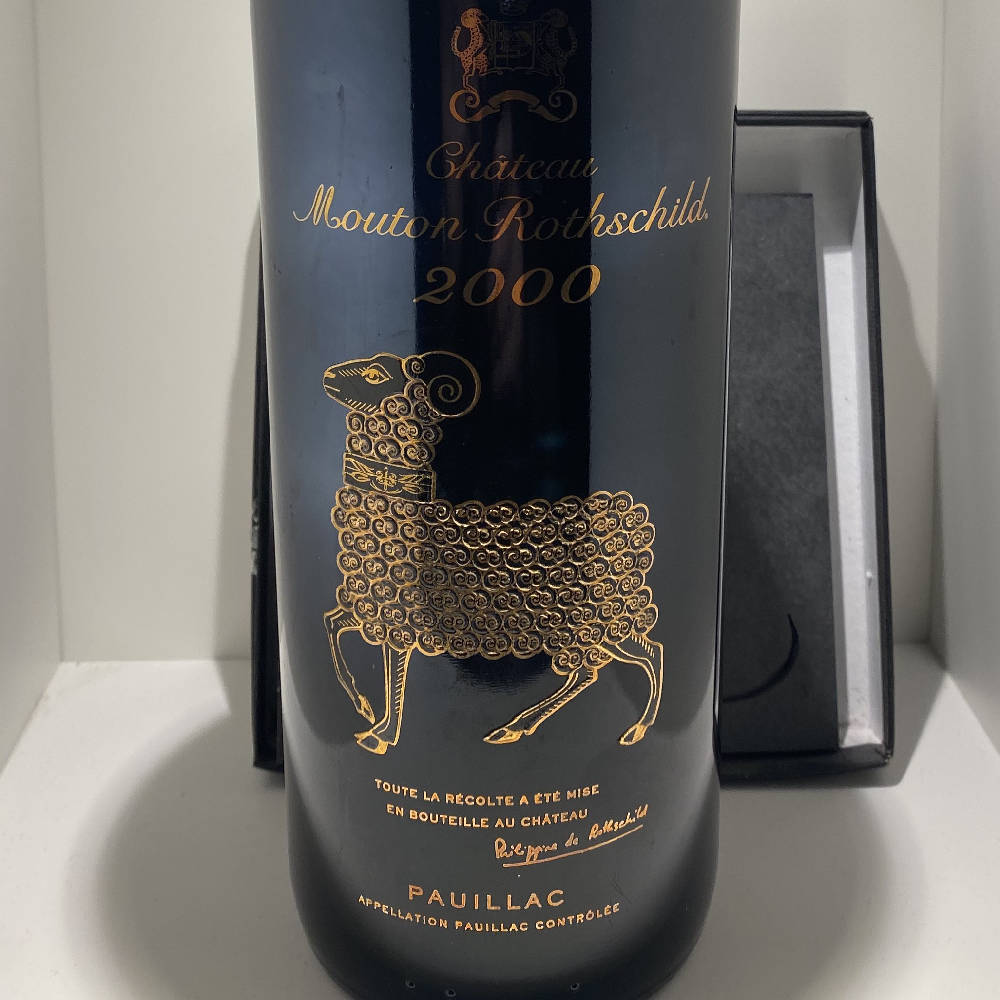 Château
Mouton Rothschild.
2000
TOUTE LA RÉCOLTE A ÉTÉ MISE
EN BOUTEILLE AU CHÂTEAU
Philippine de Rothschild
PAUILLAC
APPELLATION PAUILLAC CONTRÔLÉE